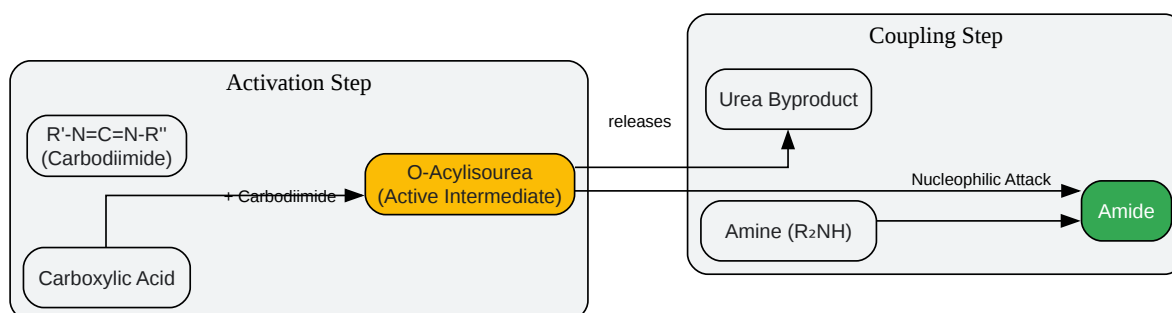 Activation Step
R'-N=C=N-R''
(Carbodiimide)
+ Carbodiimide
Carboxylic Acid
O-Acylisourea
(Active Intermediate)
releases
Coupling Step
Urea Byproduct
Nucleophilic Attack
Amine (R₂NH)
Amide